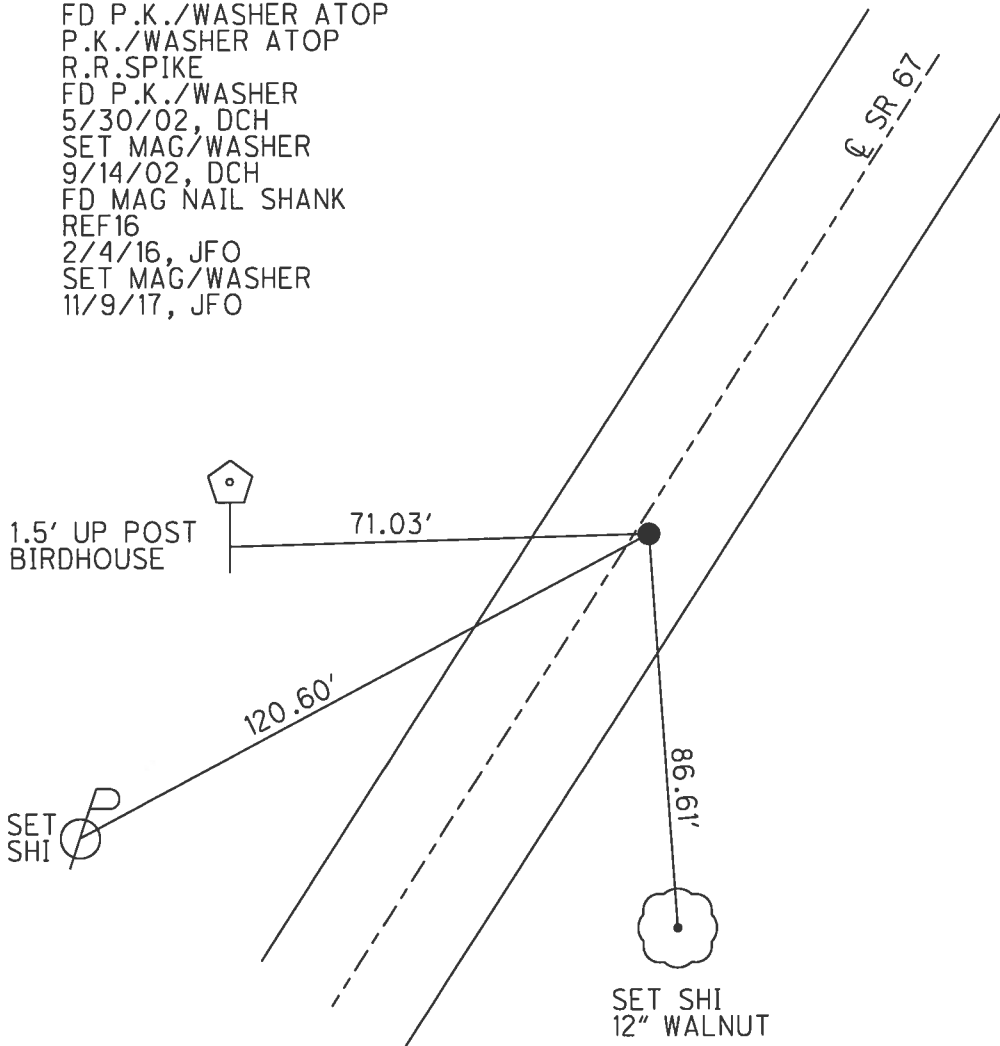 FD P.K./WASHER ATOP
P.K./WASHER ATOP
R.R.SPIKE
FD P.K./WASHER
5/30/02, DCH
SET MAG/WASHER
9/14/02, DCH
FD MAG NAIL SHANK
REF16
2/4/16, JFO
SET MAG/WASHER
11/9/17, JFO
℄ SR 67
1.5' UP POST
BIRDHOUSE
71.03'
120.60'
86.61'
SET
SHI
SET SHI
12" WALNUT